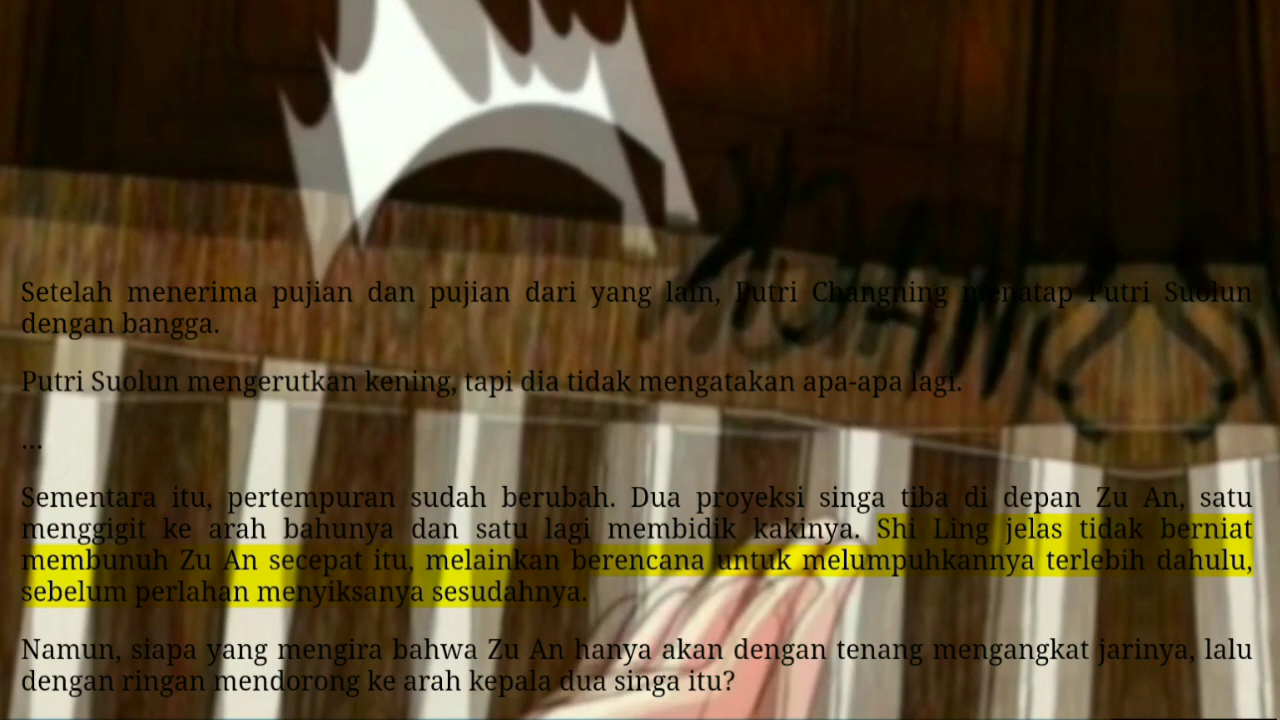 Setelah menerima pujian dan pujian dari yang lain, Putri Changning menatap Putri Suolun
dengan bangga.
Putri Suolun mengerutkan kening, tapi dia tidak mengatakan apa-apa lagi.
...
Sementara itu, pertempuran sudah berubah. Dua proyeksi singa tiba di depan Zu An, satu
menggigit ke arah bahunya dan satu lagi membidik kakinya. Shi Ling jelas tidak berniat
membunuh Zu An secepat itu, melainkan berencana untuk melumpuhkannya terlebih dahulu,
sebelum perlahan menyiksanya sesudahnya.
Namun, siapa yang mengira bahwa Zu An hanya akan dengan tenang mengangkat jarinya, lalu
dengan ringan mendorong ke arah kepala dua singa itu?